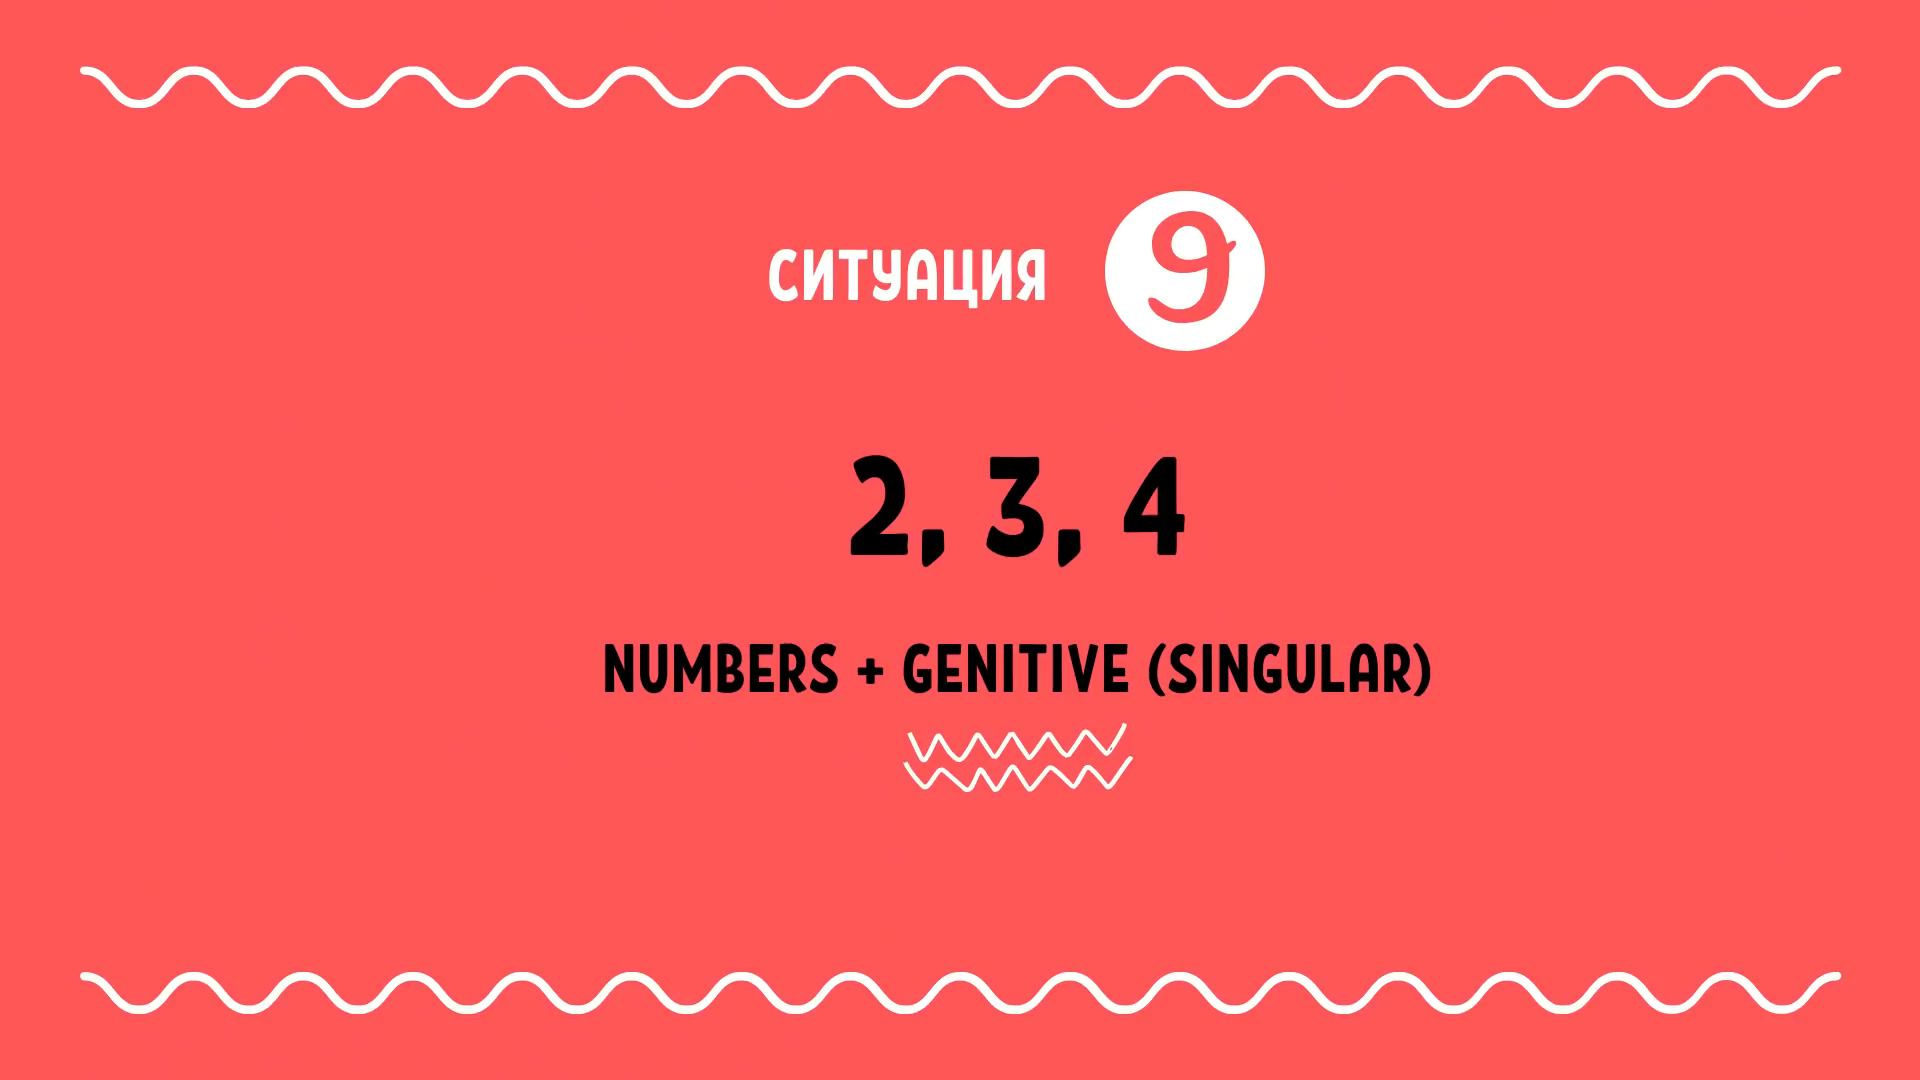 СИТУАЦИЯ 9
2, 3, 4
NUMBERS + GENITIVE (SINGULAR)